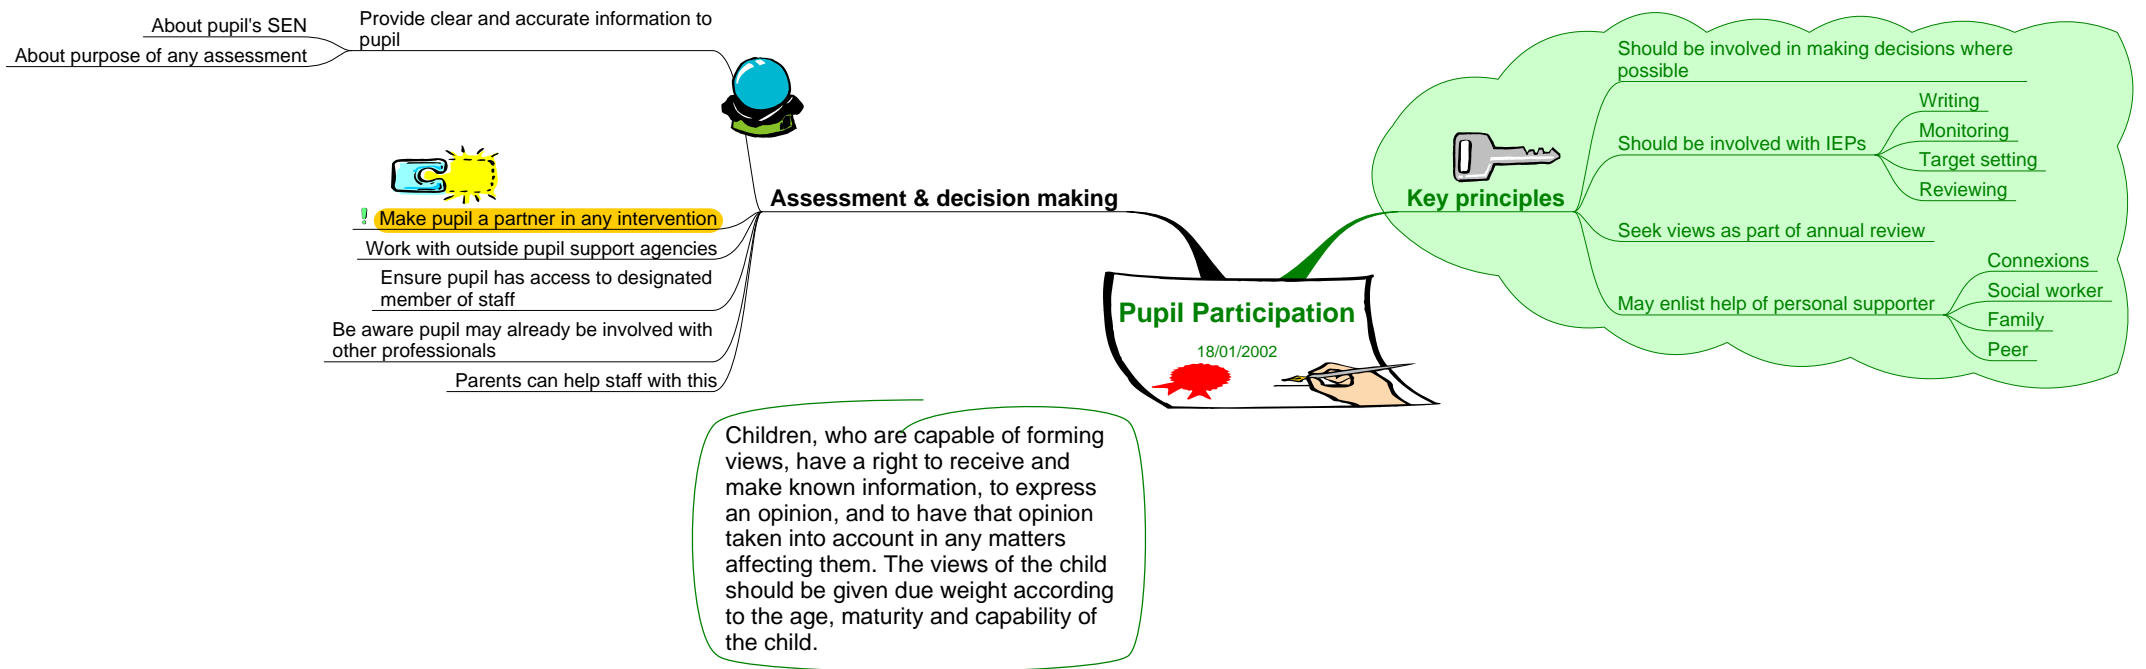 About pupil's SEN
About purpose of any assessment
Provide clear and accurate information to
pupil
Make pupil a partner in any intervention
Work with outside pupil support agencies
Ensure pupil has access to designated
member of staff
Be aware pupil may already be involved with
other professionals
Parents can help staff with this
Assessment & decision making
Pupil Participation
18/01/2002
Key principles
Should be involved in making decisions where
possible
Should be involved with IEPs
Writing
Monitoring
Target setting
Reviewing
Seek views as part of annual review
May enlist help of personal supporter
Connexions
Social worker
Family
Peer
Children, who are capable of forming
views, have a right to receive and
make known information, to express
an opinion, and to have that opinion
taken into account in any matters
affecting them. The views of the child
should be given due weight according
to the age, maturity and capability of
the child.